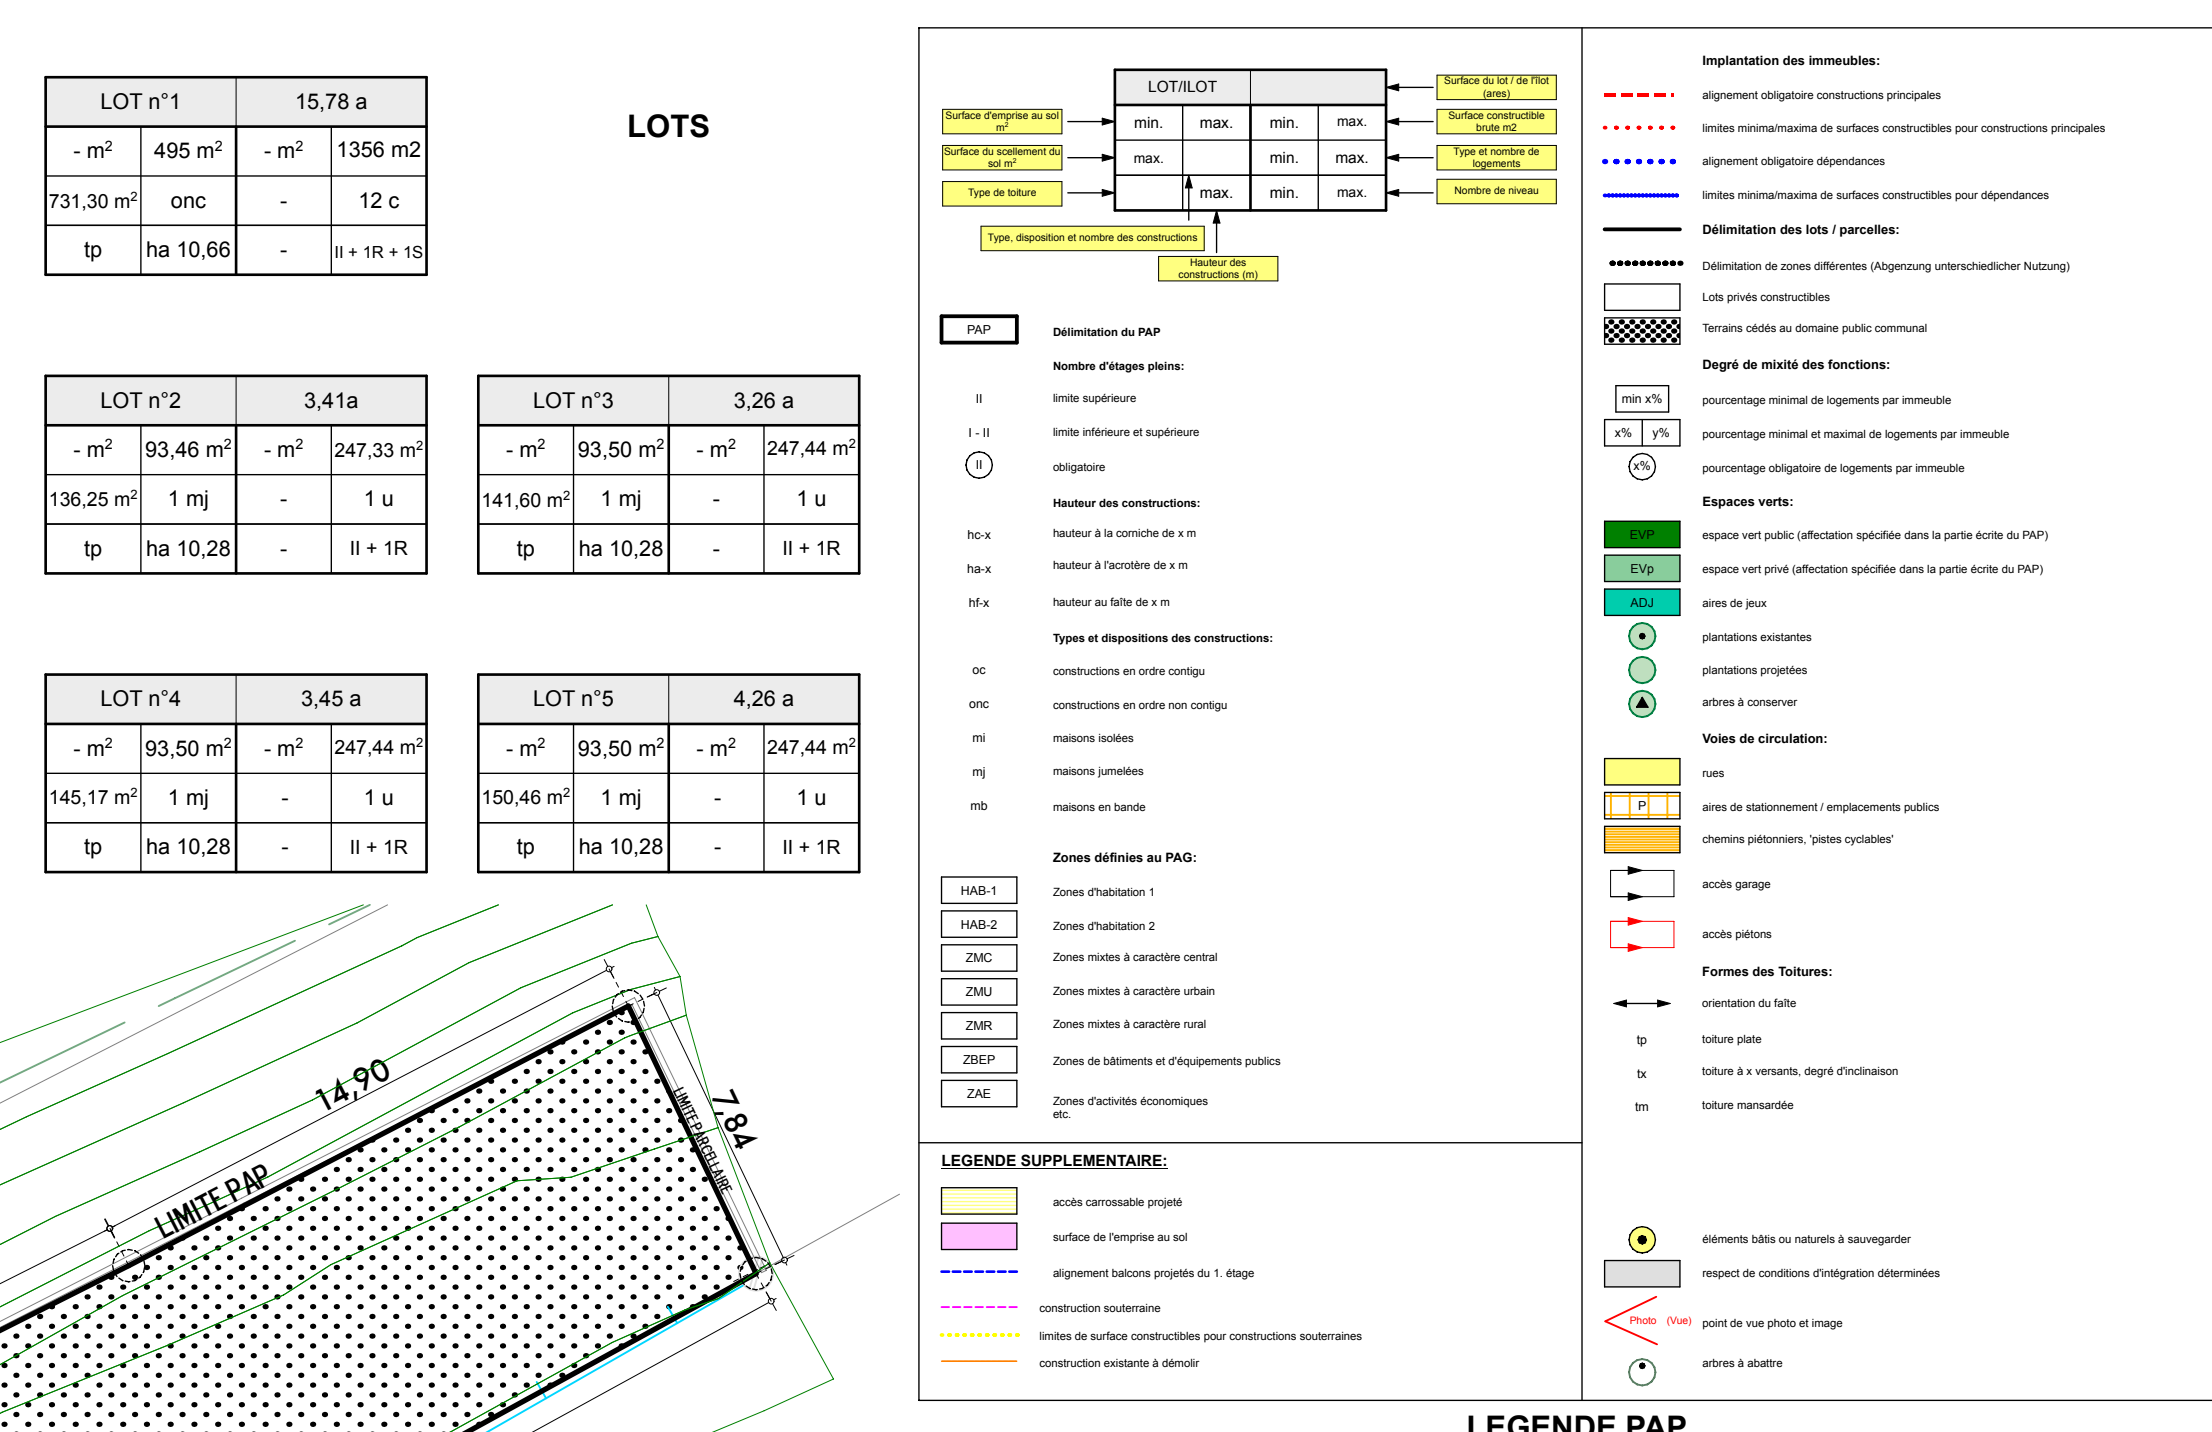 LOTS
LOT n°1 15,78 a
- m² 495 m² - m² 1356 m2
731,30 m² onc - 12 c
tp ha 10,66 - II + 1R + 1S
LOT n°2 3,41a
- m² 93,46 m² - m² 247,33 m²
136,25 m² 1 mj - 1 u
tp ha 10,28 - II + 1R
LOT n°3 3,26 a
- m² 93,50 m² - m² 247,44 m²
141,60 m² 1 mj - 1 u
tp ha 10,28 - II + 1R
LOT n°4 3,45 a
- m² 93,50 m² - m² 247,44 m²
145,17 m² 1 mj - 1 u
tp ha 10,28 - II + 1R
LOT n°5 4,26 a
- m² 93,50 m² - m² 247,44 m²
150,46 m² 1 mj - 1 u
tp ha 10,28 - II + 1R
14,90
7,84
LIMITE PAP
LIMITE PARCELLAIRE
LOT/ILOT
min. max. min. max.
max. min. max.
max. min. max.
Surface d'emprise au sol
m²
Surface du scellement du
sol m²
Type de toiture
Surface du lot / de l'îlot
(ares)
Surface constructible
brute m2
Type et nombre de
logements
Nombre de niveau
Type, disposition et nombre des constructions
Hauteur des
constructions (m)
PAP Délimitation du PAP
Nombre d'étages pleins:
II limite supérieure
I - II limite inférieure et supérieure
II obligatoire
Hauteur des constructions:
hc-x hauteur à la corniche de x m
ha-x hauteur à l'acrotère de x m
hf-x hauteur au faîte de x m
Types et dispositions des constructions:
oc constructions en ordre contigu
onc constructions en ordre non contigu
mi maisons isolées
mj maisons jumelées
mb maisons en bande
Zones définies au PAG:
HAB-1 Zones d'habitation 1
HAB-2 Zones d'habitation 2
ZMC Zones mixtes à caractère central
ZMU Zones mixtes à caractère urbain
ZMR Zones mixtes à caractère rural
ZBEP Zones de bâtiments et d'équipements publics
ZAE Zones d'activités économiques
etc.
LEGENDE SUPPLEMENTAIRE:
accès carrossable projeté
surface de l'emprise au sol
alignement balcons projetés du 1. étage
construction souterraine
limites de surface constructibles pour constructions souterraines
construction existante à démolir
Implantation des immeubles:
alignement obligatoire constructions principales
limites minima/maxima de surfaces constructibles pour constructions principales
alignement obligatoire dépendances
limites minima/maxima de surfaces constructibles pour dépendances
Délimitation des lots / parcelles:
Délimitation de zones différentes (Abgenzung unterschiedlicher Nutzung)
Lots privés constructibles
Terrains cédés au domaine public communal
Degré de mixité des fonctions:
min x% pourcentage minimal de logements par immeuble
x% y% pourcentage minimal et maximal de logements par immeuble
x% pourcentage obligatoire de logements par immeuble
Espaces verts:
EVP espace vert public (affectation spécifiée dans la partie écrite du PAP)
EVp espace vert privé (affectation spécifiée dans la partie écrite du PAP)
ADJ aires de jeux
plantations existantes
plantations projetées
arbres à conserver
Voies de circulation:
rues
P aires de stationnement / emplacements publics
chemins piétonniers, 'pistes cyclables'
accès garage
accès piétons
Formes des Toitures:
orientation du faîte
tp toiture plate
tx toiture à x versants, degré d'inclinaison
tm toiture mansardée
éléments bâtis ou naturels à sauvegarder
respect de conditions d'intégration déterminées
Photo (Vue) point de vue photo et image
arbres à abattre
LEGENDE PAP